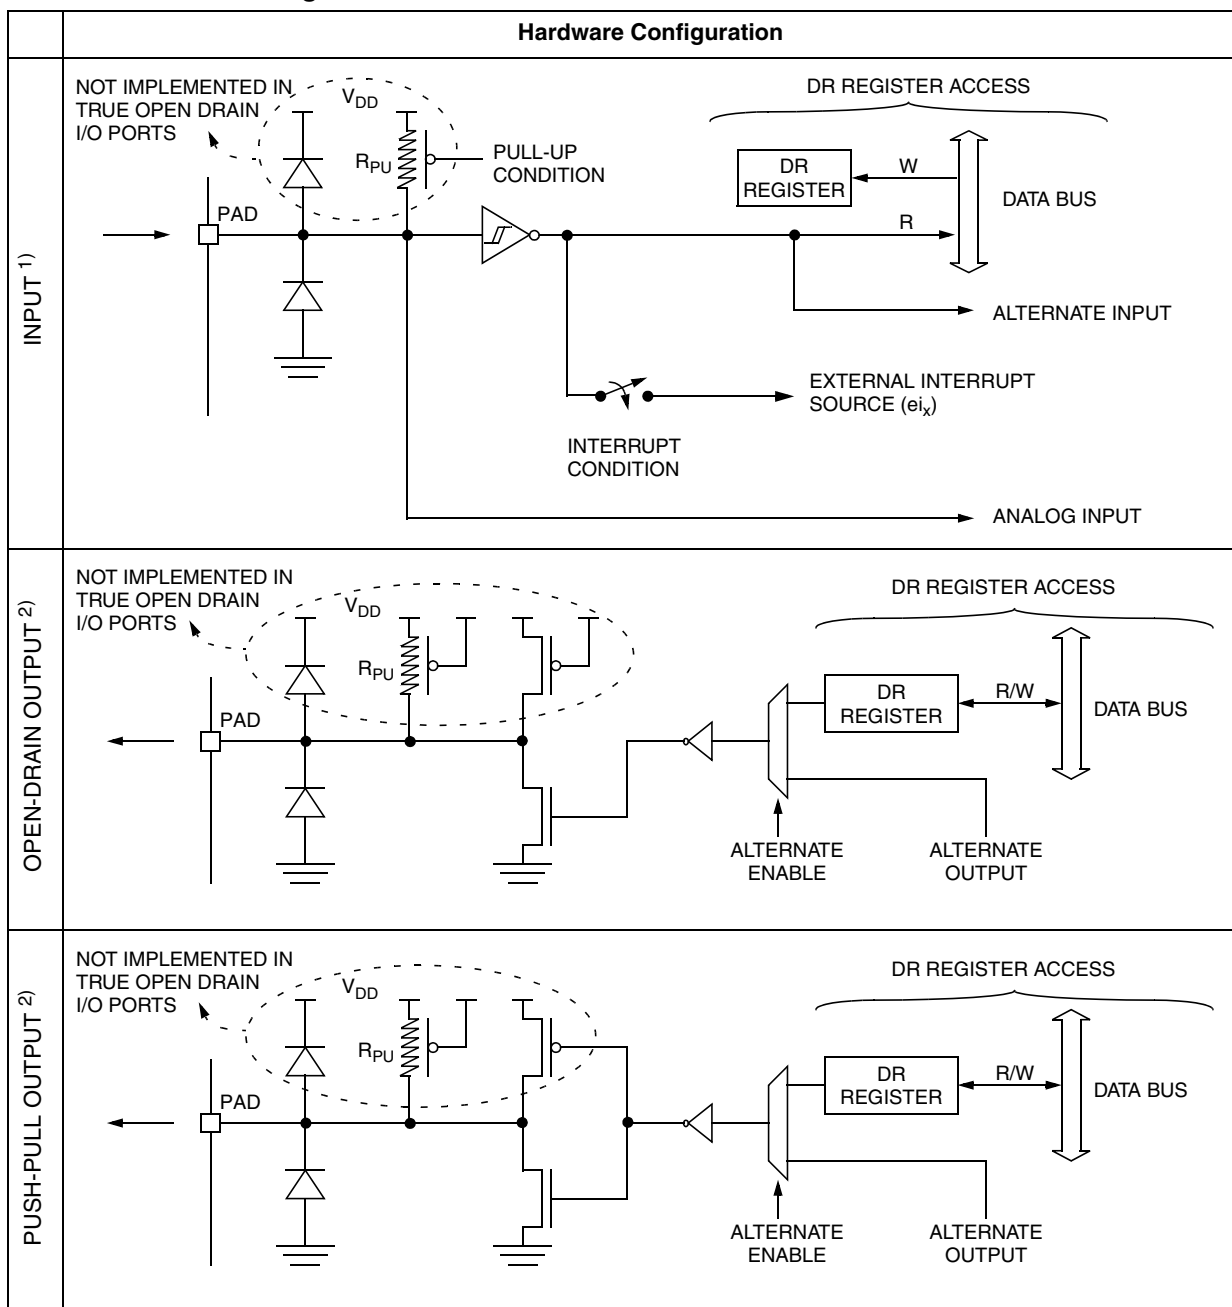 Hardware Configuration
INPUT 1)
NOT IMPLEMENTED IN
TRUE OPEN DRAIN
I/O PORTS
VDD
RPU
PULL-UP
CONDITION
PAD
DR REGISTER ACCESS
DR
REGISTER
W
R
DATA BUS
ALTERNATE INPUT
EXTERNAL INTERRUPT
SOURCE (eix)
INTERRUPT
CONDITION
ANALOG INPUT
OPEN-DRAIN OUTPUT 2)
NOT IMPLEMENTED IN
TRUE OPEN DRAIN
I/O PORTS
VDD
RPU
PAD
DR REGISTER ACCESS
DR
REGISTER
R/W
DATA BUS
ALTERNATE
ENABLE
ALTERNATE
OUTPUT
PUSH-PULL OUTPUT 2)
NOT IMPLEMENTED IN
TRUE OPEN DRAIN
I/O PORTS
VDD
RPU
PAD
DR REGISTER ACCESS
DR
REGISTER
R/W
DATA BUS
ALTERNATE
ENABLE
ALTERNATE
OUTPUT